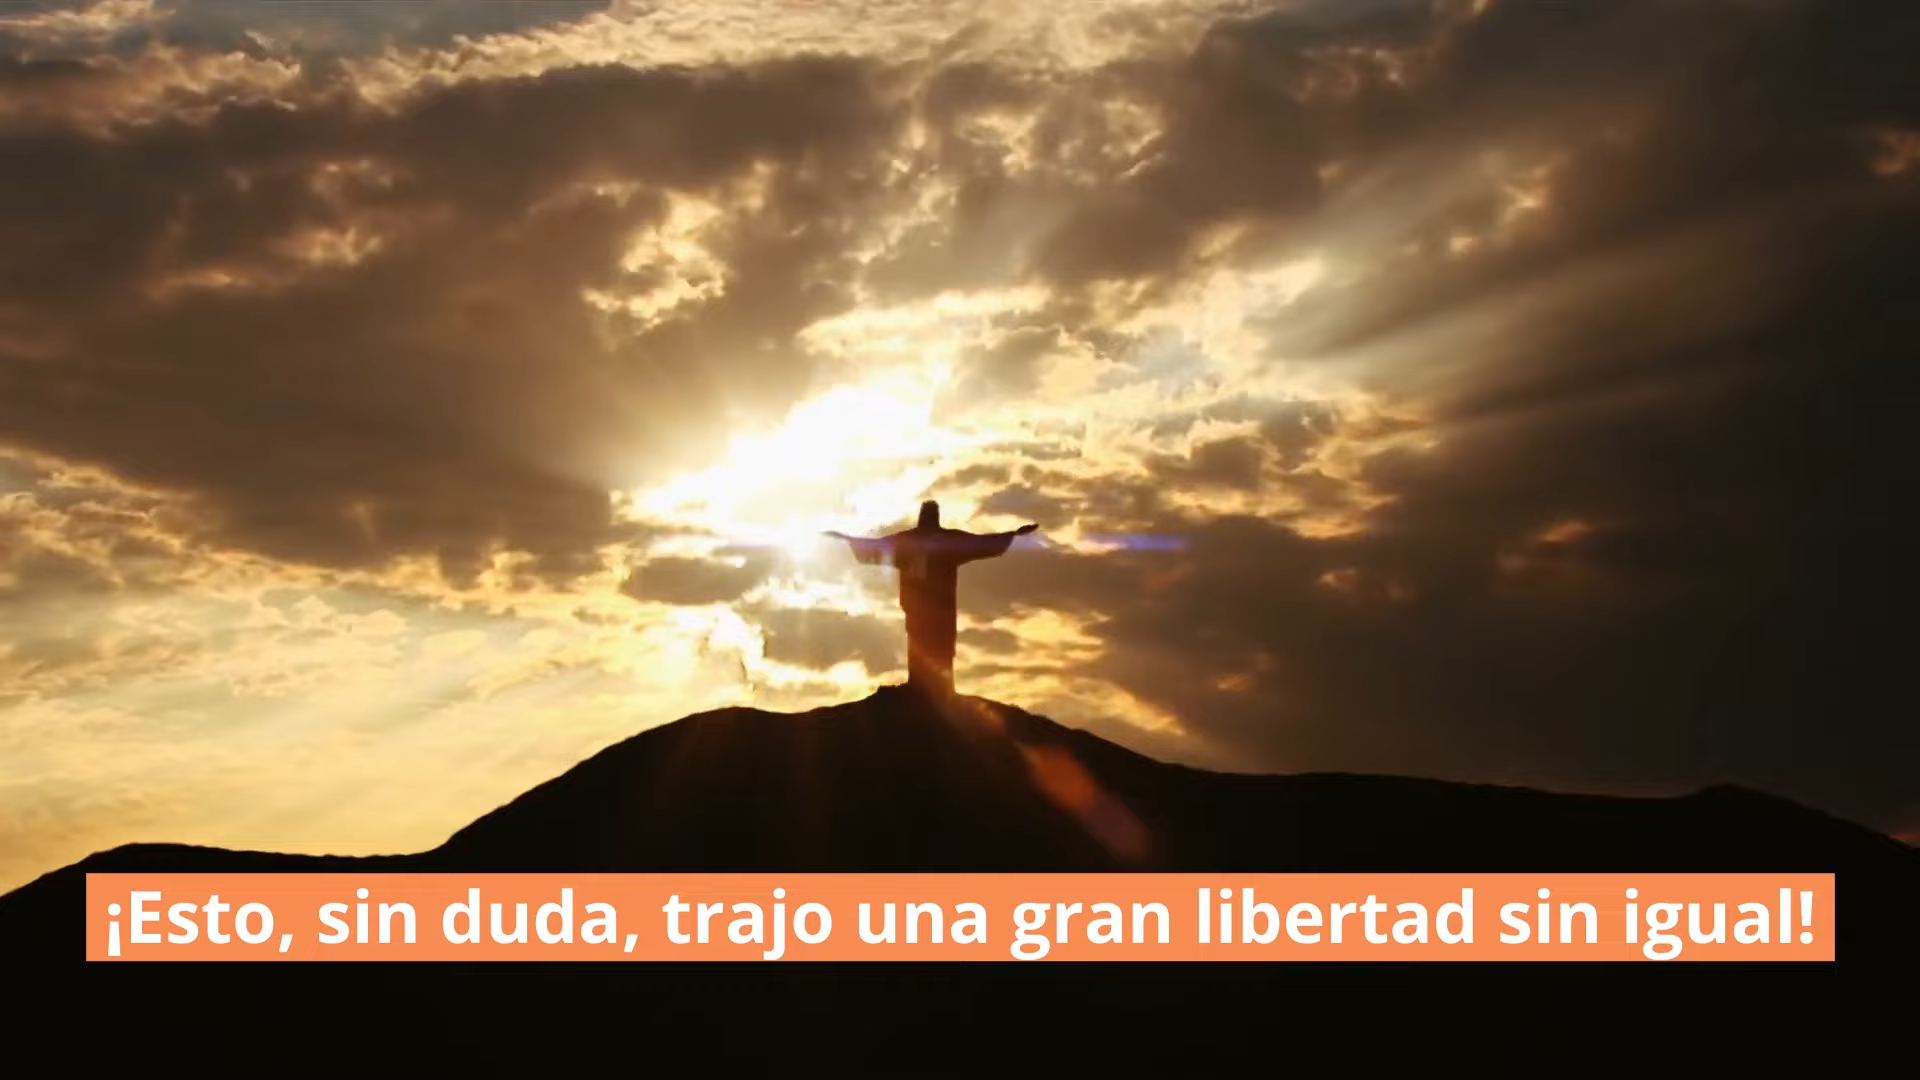 ¡Esto, sin duda, trajo una gran libertad sin igual!